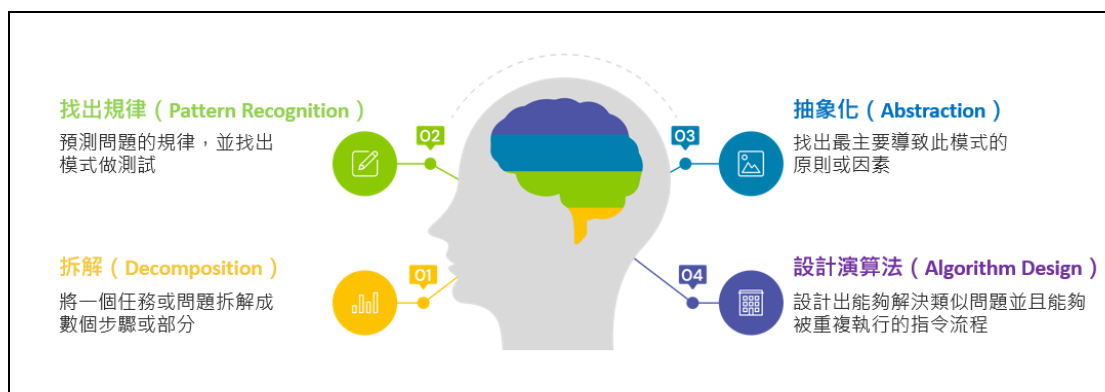 找出規律（Pattern Recognition）
預測問題的規律，並找出
模式做測試
02
03
抽象化（Abstraction）
找出最主要導致此模式的
原則或因素
拆解（Decomposition）
將一個任務或問題拆解成
數個步驟或部分
01
04
設計演算法（Algorithm Design）
設計出能夠解決類似問題並且能夠
被重複執行的指令流程